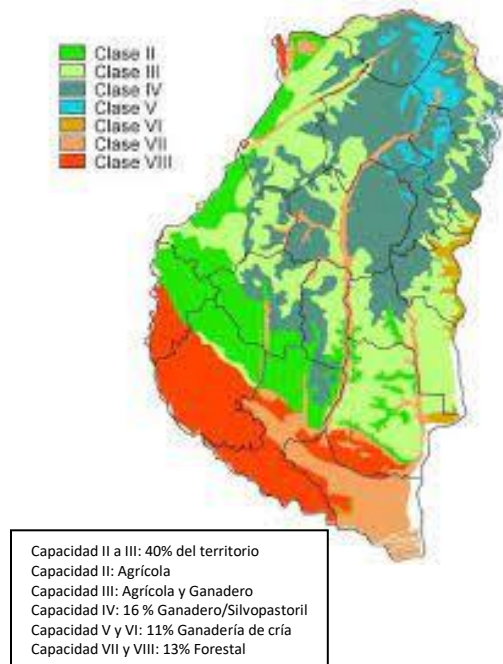 Clase II
Clase III
Clase IV
Clase V
Clase VI
Clase VII
Clase VIII
Capacidad II a III: 40% del territorio
Capacidad II: Agrícola
Capacidad III: Agrícola y Ganadero
Capacidad IV: 16 % Ganadero/Silvopastoril
Capacidad V y VI: 11% Ganadería de cría
Capacidad VII y VIII: 13% Forestal